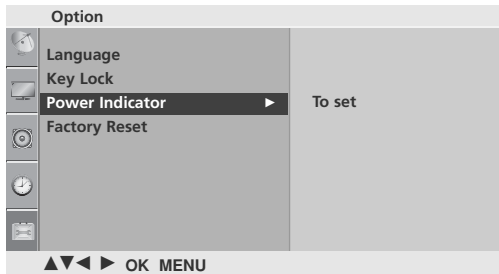 Option
Language
Key Lock
Power Indicator ► To set
Factory Reset
▲▼◄ ► OK MENU